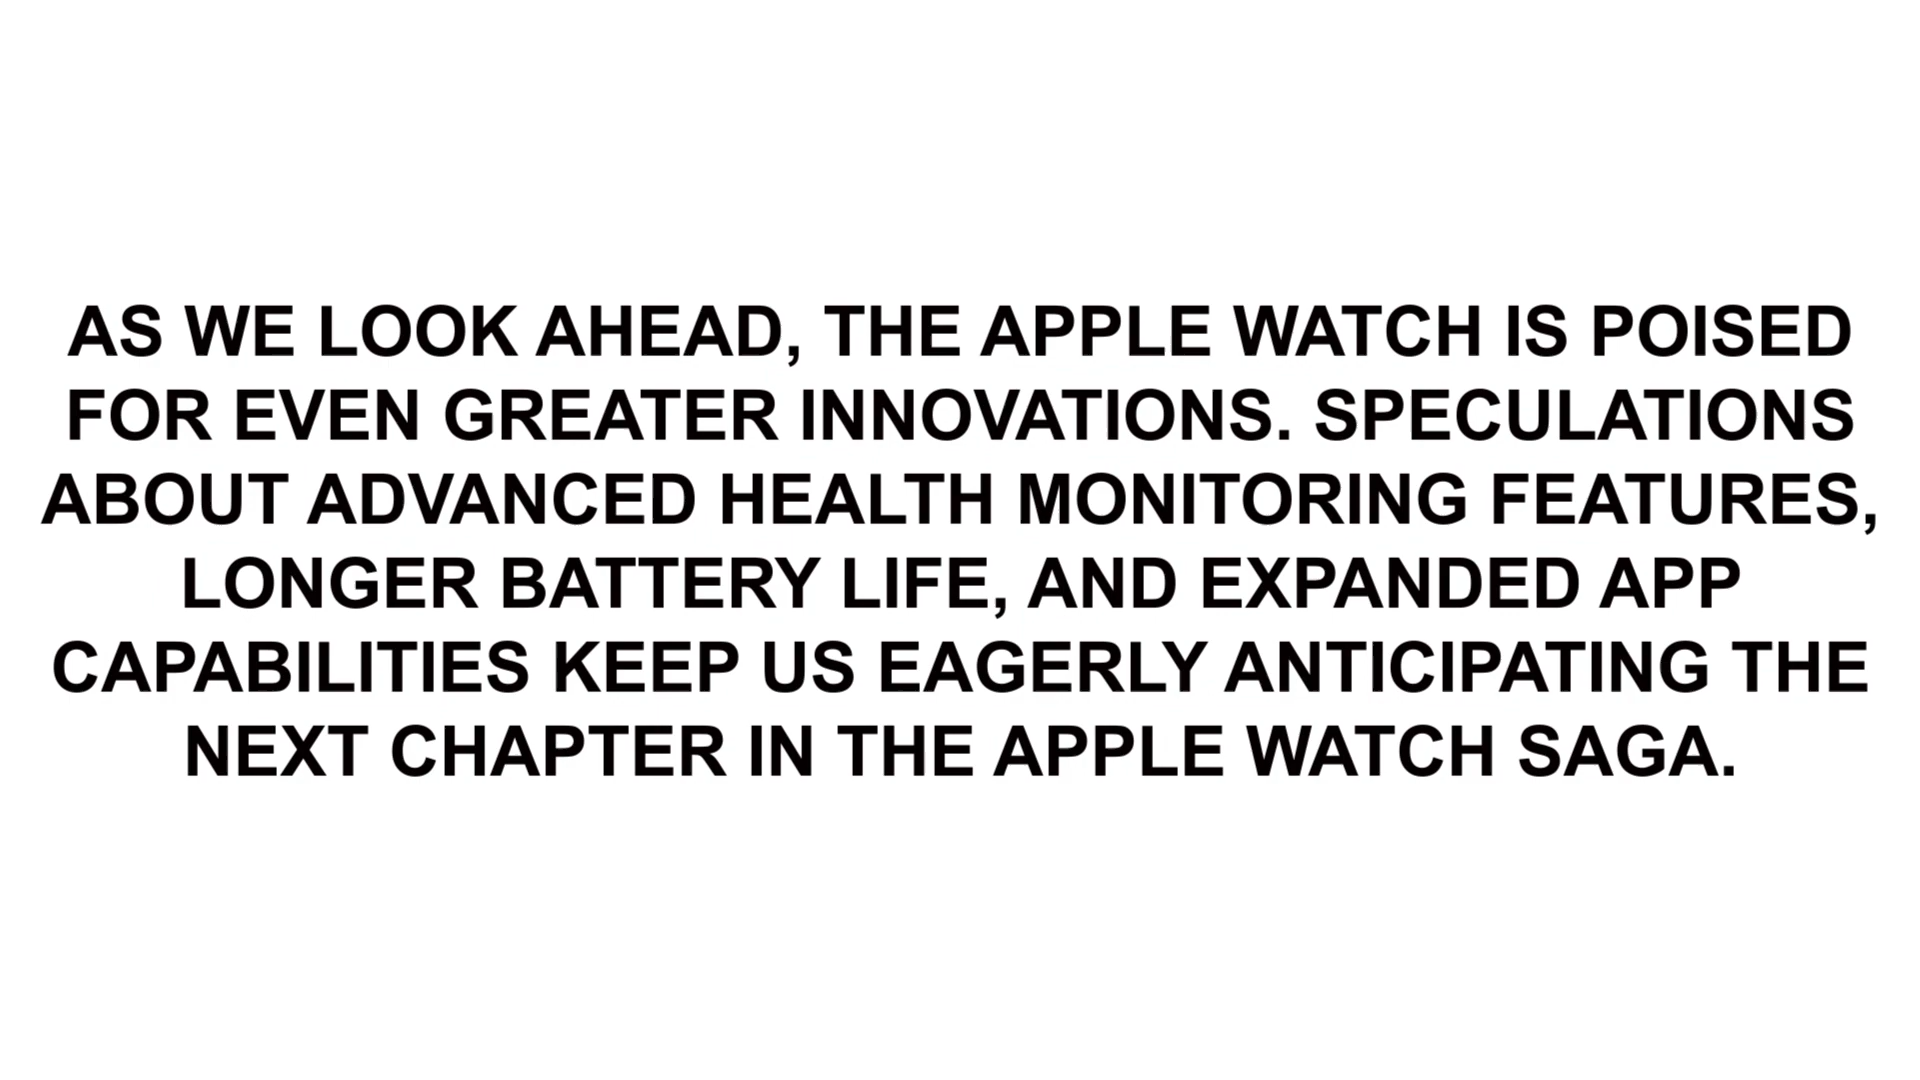 AS WE LOOK AHEAD, THE APPLE WATCH IS POISED
FOR EVEN GREATER INNOVATIONS. SPECULATIONS
ABOUT ADVANCED HEALTH MONITORING FEATURES,
LONGER BATTERY LIFE, AND EXPANDED APP
CAPABILITIES KEEP US EAGERLY ANTICIPATING THE
NEXT CHAPTER IN THE APPLE WATCH SAGA.